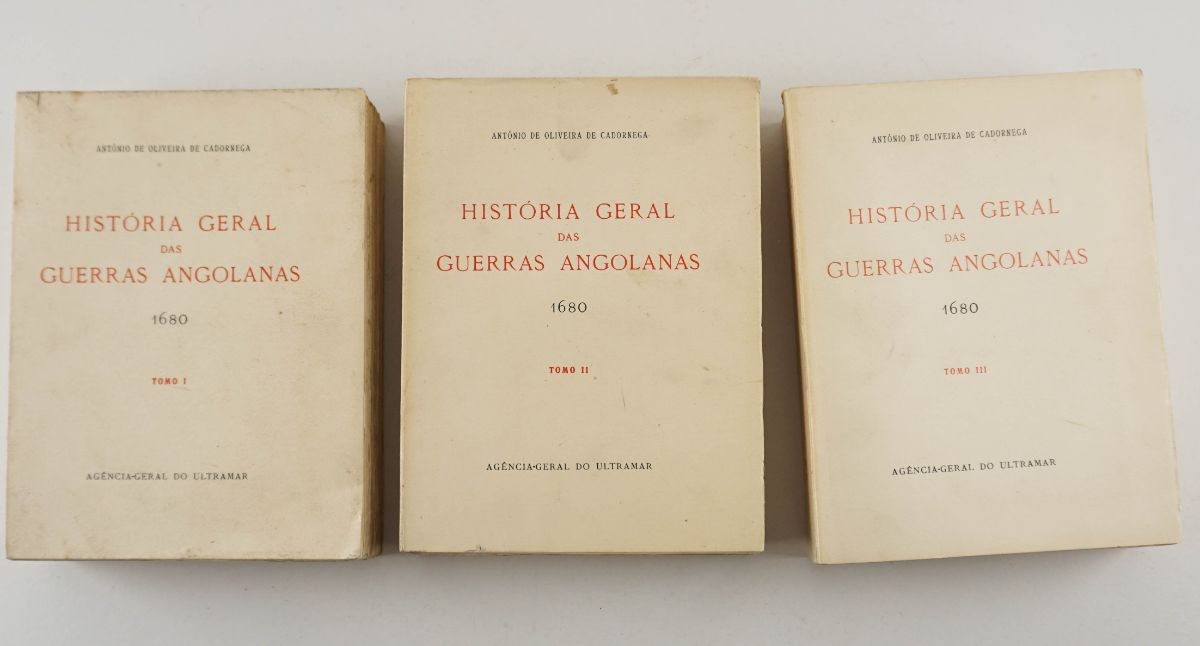 ANTÓNIO DE OLIVEIRA DE CADORNEGA
HISTÓRIA GERAL
DAS
GUERRAS ANGOLANAS
1680
TOMO I
AGÊNCIA-GERAL DO ULTRAMAR
ANTÓNIO DE OLIVEIRA DE CADORNEGA
HISTÓRIA GERAL
DAS
GUERRAS ANGOLANAS
1680
TOMO II
AGÊNCIA-GERAL DO ULTRAMAR
ANTÓNIO DE OLIVEIRA DE CADORNEGA
HISTÓRIA GERAL
DAS
GUERRAS ANGOLANAS
1680
TOMO III
AGÊNCIA-GERAL DO ULTRAMAR